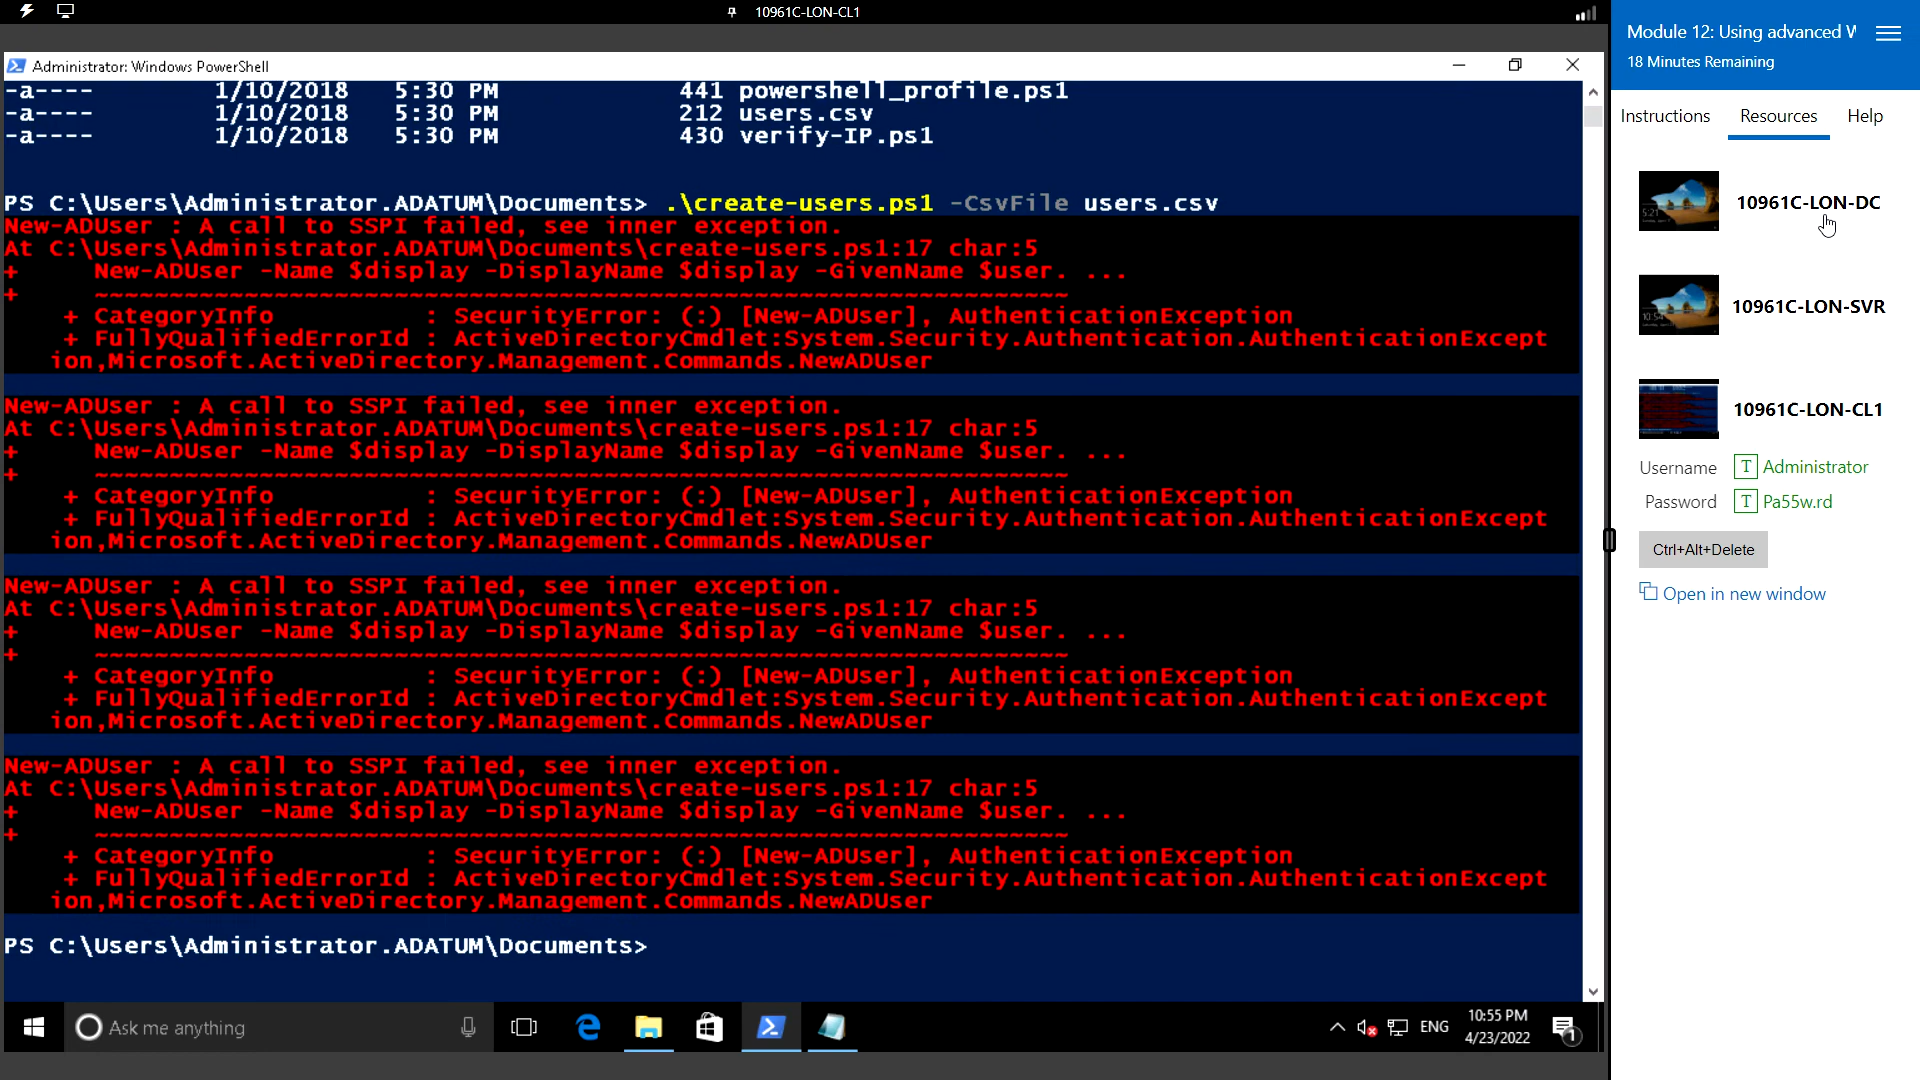 10961C-LON-CL1
Administrator: Windows PowerShell
-a---- 1/10/2018 5:30 PM 441 powershell_profile.ps1
-a---- 1/10/2018 5:30 PM 212 users.csv
-a---- 1/10/2018 5:30 PM 430 verify-IP.ps1
PS C:\Users\Administrator.ADATUM\Documents> .\create-users.ps1 -CsvFile users.csv
New-ADUser : A call to SSPI failed, see inner exception.
At C:\Users\Administrator.ADATUM\Documents\create-users.ps1:17 char:5
+ New-ADUser -Name $display -DisplayName $display -GivenName $user. ...
+ ~~~~~~~~~~~~~~~~~~~~~~~~~~~~~~~~~~~~~~~~~~~~~~~~~~~~~~~~~~~~~~~~~
+ CategoryInfo : SecurityError: (:) [New-ADUser], AuthenticationException
+ FullyQualifiedErrorId : ActiveDirectoryCmdlet:System.Security.Authentication.AuthenticationExcept
ion,Microsoft.ActiveDirectory.Management.Commands.NewADUser
New-ADUser : A call to SSPI failed, see inner exception.
At C:\Users\Administrator.ADATUM\Documents\create-users.ps1:17 char:5
+ New-ADUser -Name $display -DisplayName $display -GivenName $user. ...
+ ~~~~~~~~~~~~~~~~~~~~~~~~~~~~~~~~~~~~~~~~~~~~~~~~~~~~~~~~~~~~~~~~~
+ CategoryInfo : SecurityError: (:) [New-ADUser], AuthenticationException
+ FullyQualifiedErrorId : ActiveDirectoryCmdlet:System.Security.Authentication.AuthenticationExcept
ion,Microsoft.ActiveDirectory.Management.Commands.NewADUser
New-ADUser : A call to SSPI failed, see inner exception.
At C:\Users\Administrator.ADATUM\Documents\create-users.ps1:17 char:5
+ New-ADUser -Name $display -DisplayName $display -GivenName $user. ...
+ ~~~~~~~~~~~~~~~~~~~~~~~~~~~~~~~~~~~~~~~~~~~~~~~~~~~~~~~~~~~~~~~~~
+ CategoryInfo : SecurityError: (:) [New-ADUser], AuthenticationException
+ FullyQualifiedErrorId : ActiveDirectoryCmdlet:System.Security.Authentication.AuthenticationExcept
ion,Microsoft.ActiveDirectory.Management.Commands.NewADUser
New-ADUser : A call to SSPI failed, see inner exception.
At C:\Users\Administrator.ADATUM\Documents\create-users.ps1:17 char:5
+ New-ADUser -Name $display -DisplayName $display -GivenName $user. ...
+ ~~~~~~~~~~~~~~~~~~~~~~~~~~~~~~~~~~~~~~~~~~~~~~~~~~~~~~~~~~~~~~~~~
+ CategoryInfo : SecurityError: (:) [New-ADUser], AuthenticationException
+ FullyQualifiedErrorId : ActiveDirectoryCmdlet:System.Security.Authentication.AuthenticationExcept
ion,Microsoft.ActiveDirectory.Management.Commands.NewADUser
PS C:\Users\Administrator.ADATUM\Documents>
Ask me anything
ENG
10:55 PM
4/23/2022
1
Module 12: Using advanced W
18 Minutes Remaining
Instructions Resources Help
5:21
10961C-LON-DC
10:54
10961C-LON-SVR
10961C-LON-CL1
Username T Administrator
Password T Pa55w.rd
Ctrl+Alt+Delete
Open in new window